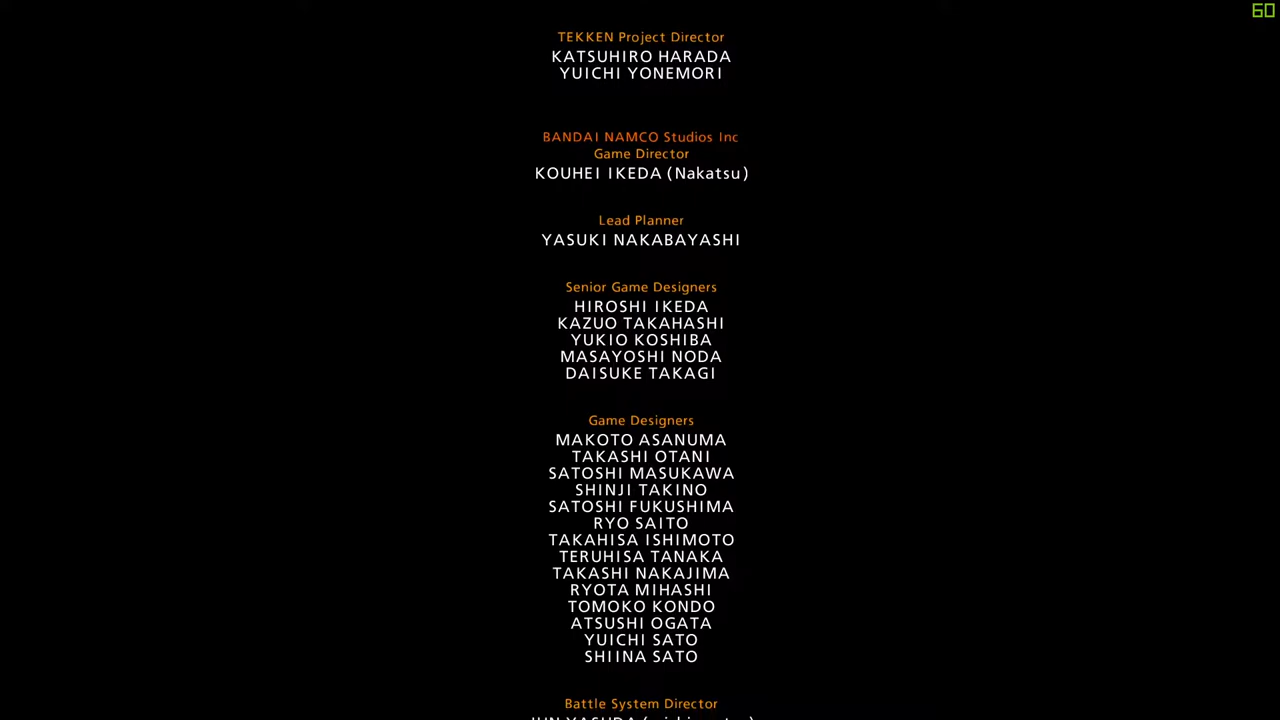 60
TEKKEN Project Director
KATSUHIRO HARADA
YUICHI YONEMORI
BANDAI NAMCO Studios Inc
Game Director
KOUHEI IKEDA (Nakatsu)
Lead Planner
YASUKI NAKABAYASHI
Senior Game Designers
HIROSHI IKEDA
KAZUO TAKAHASHI
YUKIO KOSHIBA
MASAYOSHI NODA
DAISUKE TAKAGI
Game Designers
MAKOTO ASANUMA
TAKASHI OTANI
SATOSHI MASUKAWA
SHINJI TAKINO
SATOSHI FUKUSHIMA
RYO SAITO
TAKAHISA ISHIMOTO
TERUHISA TANAKA
TAKASHI NAKAJIMA
RYOTA MIHASHI
TOMOKO KONDO
ATSUSHI OGATA
YUICHI SATO
SHIINA SATO
Battle System Director
JUN YASUDA